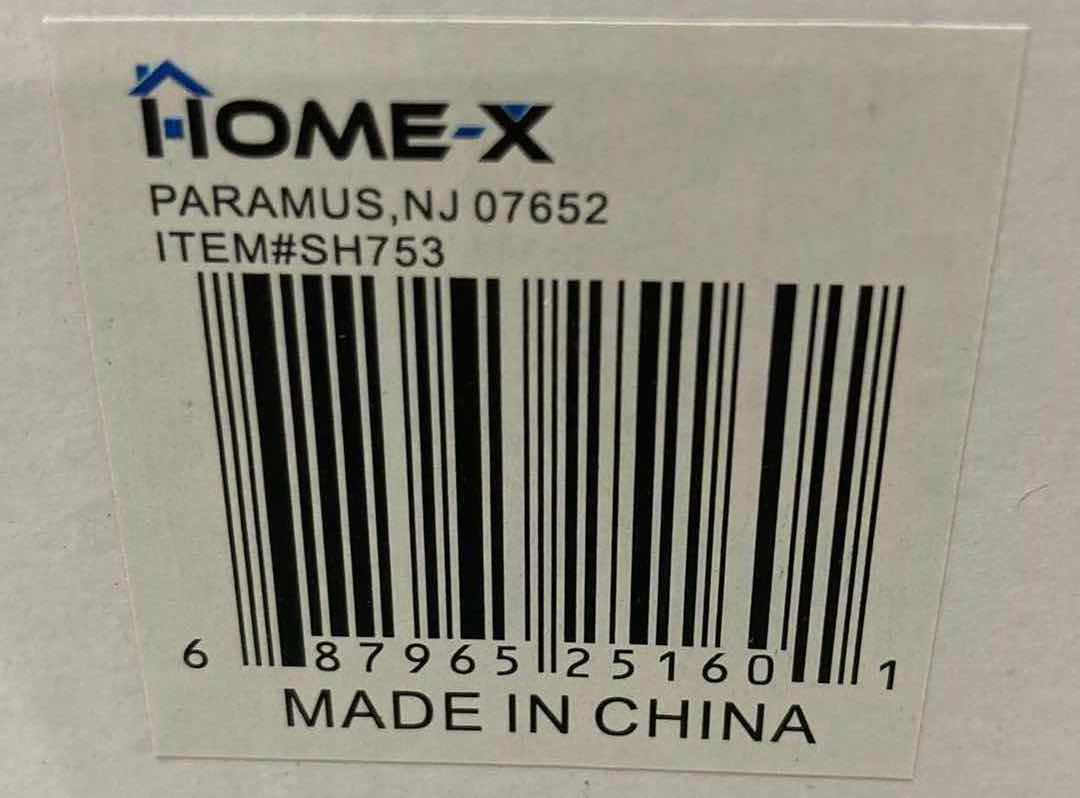 HOME-X
PARAMUS,NJ 07652
ITEM#SH753
6 87965 25160 1
MADE IN CHINA